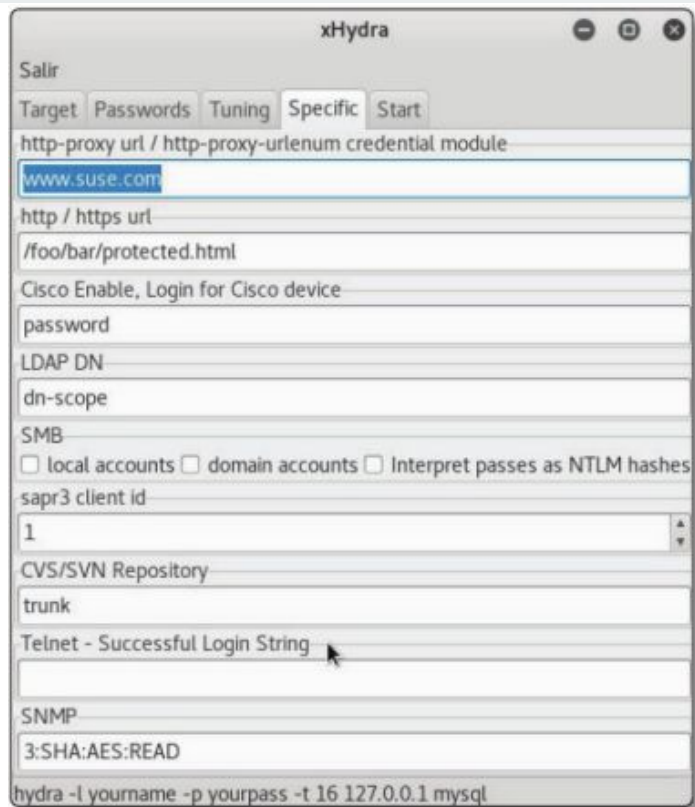 xHydra
Salir
Target Passwords Tuning Specific Start
http-proxy url / http-proxy-urlenum credential module
www.suse.com
http / https url
/foo/bar/protected.html
Cisco Enable, Login for Cisco device
password
LDAP DN
dn-scope
SMB
local accounts domain accounts Interpret passes as NTLM hashes
sapr3 client id
1
CVS/SVN Repository
trunk
Telnet - Successful Login String
SNMP
3:SHA:AES:READ
hydra -l yourname -p yourpass -t 16 127.0.0.1 mysql